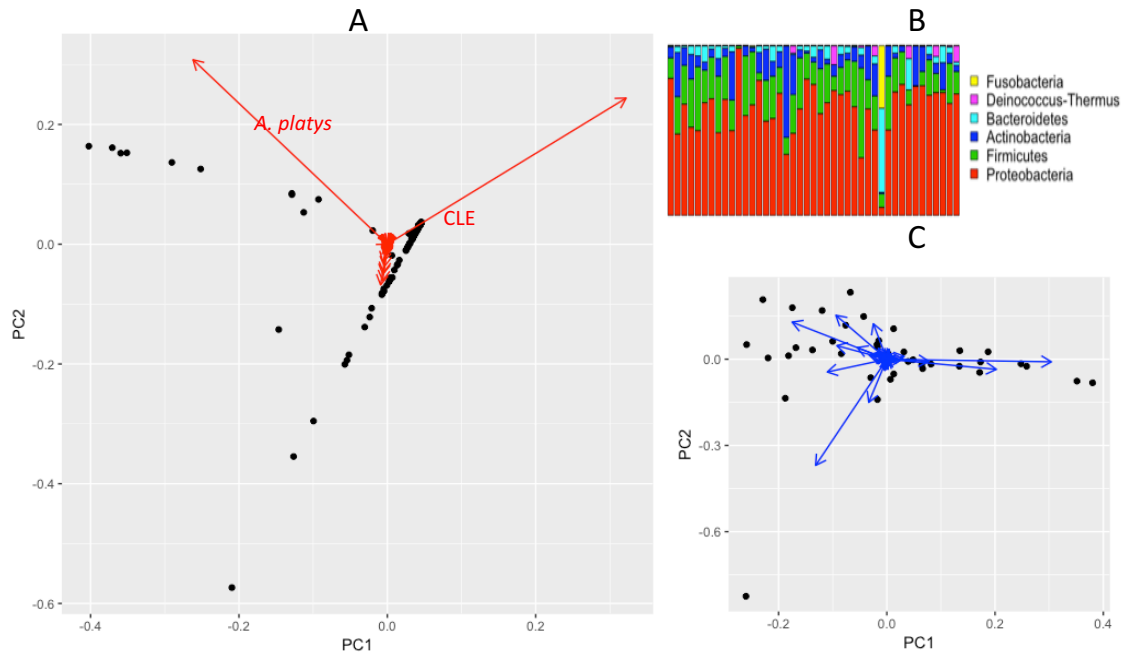 A
0.2
0.0
-0.2
-0.4
-0.6
PC2
-0.4
-0.2
0.0
0.2
PC1
A. platys
CLE
B
Fusobacteria
Deinococcus-Thermus
Bacteroidetes
Actinobacteria
Firmicutes
Proteobacteria
C
0.0
-0.3
-0.6
PC2
-0.2
0.0
0.2
0.4
PC1